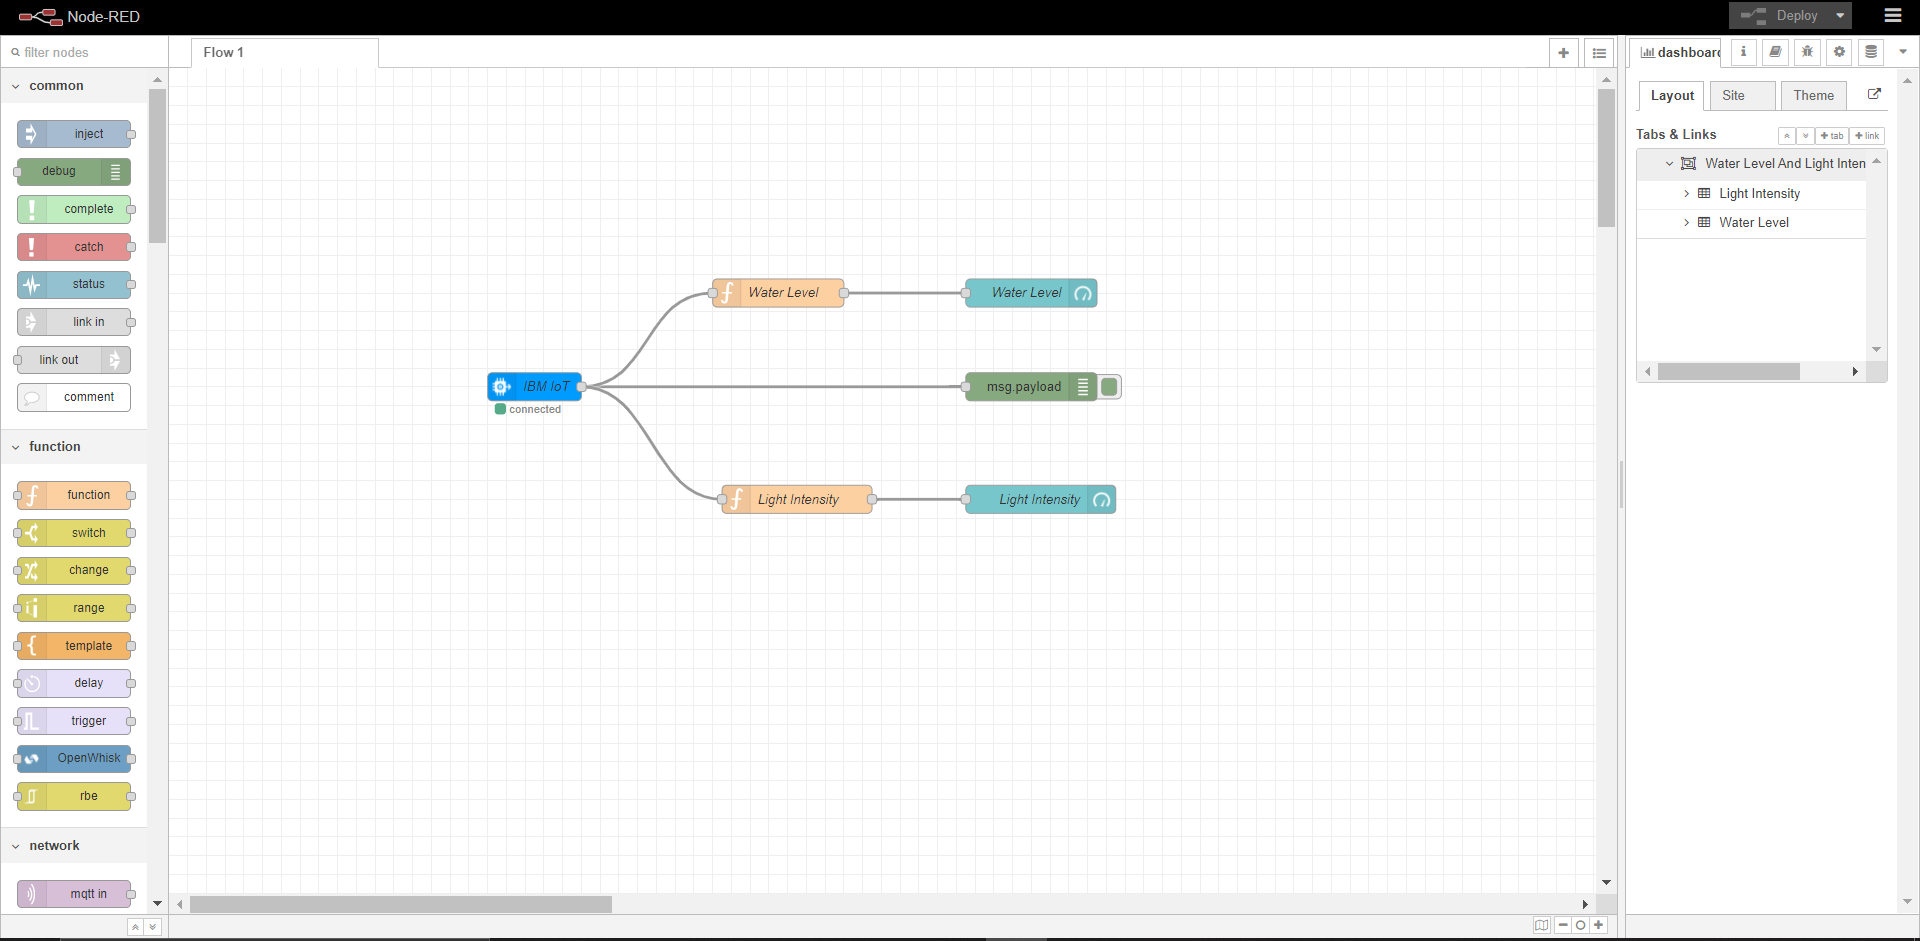 Node-RED
Deploy
filter nodes
Flow 1
common
inject
debug
complete
catch
status
link in
link out
comment
function
function
switch
change
range
template
delay
trigger
OpenWhisk
rbe
network
mqtt in
Water Level
Water Level
IBM IoT
connected
msg.payload
Light Intensity
Light Intensity
dashboard
i
Layout
Site
Theme
Tabs & Links
+ tab
+ link
Water Level And Light Inten
Light Intensity
Water Level